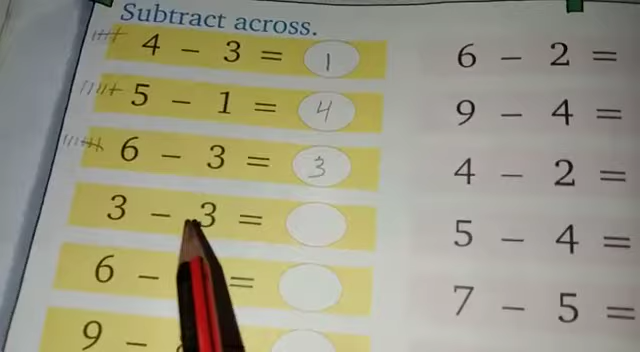 Subtract across.
4 - 3 = 1
5 - 1 = 4
6 - 3 = 3
3 - 3 =
6 - =
9 -
6 - 2 =
9 - 4 =
4 - 2 =
5 - 4 =
7 - 5 =